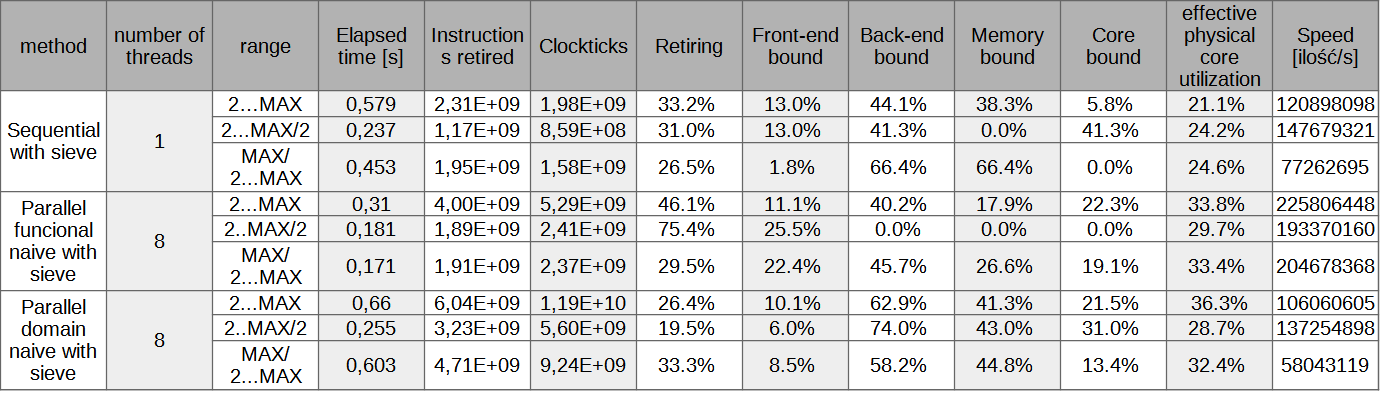 method | number of threads | range | Elapsed time [s] | Instruction s retired | Clockticks | Retiring | Front-end bound | Back-end bound | Memory bound | Core bound | effective physical core utilization | Speed [ilość/s]
Sequential with sieve | 1 | 2…MAX | 0,579 | 2,31E+09 | 1,98E+09 | 33.2% | 13.0% | 44.1% | 38.3% | 5.8% | 21.1% | 120898098
2…MAX/2 | 0,237 | 1,17E+09 | 8,59E+08 | 31.0% | 13.0% | 41.3% | 0.0% | 41.3% | 24.2% | 147679321
MAX/ 2…MAX | 0,453 | 1,95E+09 | 1,58E+09 | 26.5% | 1.8% | 66.4% | 66.4% | 0.0% | 24.6% | 77262695
Parallel funcional naive with sieve | 8 | 2…MAX | 0,31 | 4,00E+09 | 5,29E+09 | 46.1% | 11.1% | 40.2% | 17.9% | 22.3% | 33.8% | 225806448
2..MAX/2 | 0,181 | 1,89E+09 | 2,41E+09 | 75.4% | 25.5% | 0.0% | 0.0% | 0.0% | 29.7% | 193370160
MAX/ 2…MAX | 0,171 | 1,91E+09 | 2,37E+09 | 29.5% | 22.4% | 45.7% | 26.6% | 19.1% | 33.4% | 204678368
Parallel domain naive with sieve | 8 | 2…MAX | 0,66 | 6,04E+09 | 1,19E+10 | 26.4% | 10.1% | 62.9% | 41.3% | 21.5% | 36.3% | 106060605
2..MAX/2 | 0,255 | 3,23E+09 | 5,60E+09 | 19.5% | 6.0% | 74.0% | 43.0% | 31.0% | 28.7% | 137254898
MAX/ 2…MAX | 0,603 | 4,71E+09 | 9,24E+09 | 33.3% | 8.5% | 58.2% | 44.8% | 13.4% | 32.4% | 58043119